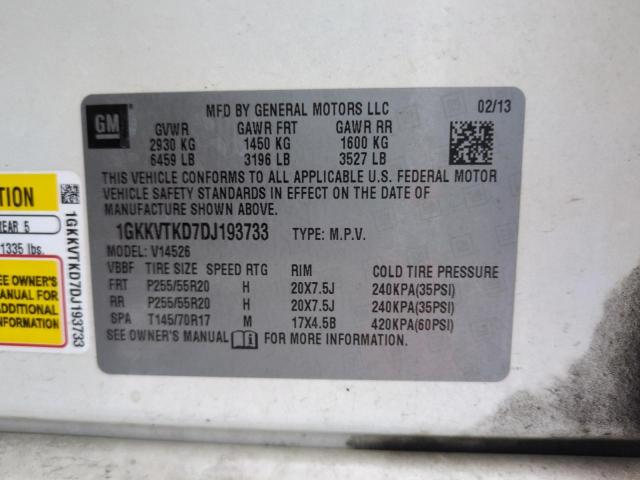 GM
MFD BY GENERAL MOTORS LLC 02/13
GVWR GAWR FRT GAWR RR
2930 KG 1450 KG 1600 KG
6459 LB 3196 LB 3527 LB
THIS VEHICLE CONFORMS TO ALL APPLICABLE U.S. FEDERAL MOTOR
VEHICLE SAFETY STANDARDS IN EFFECT ON THE DATE OF
MANUFACTURE SHOWN ABOVE.
1GKKVTKD7DJ193733 TYPE: M.P.V.
MODEL: V14526
VBBF TIRE SIZE SPEED RTG RIM COLD TIRE PRESSURE
FRT P255/55R20 H 20X7.5J 240KPA(35PSI)
RR P255/55R20 H 20X7.5J 240KPA(35PSI)
SPA T145/70R17 M 17X4.5B 420KPA(60PSI)
SEE OWNER'S MANUAL FOR MORE INFORMATION.
REAR 5
1335 lbs.
SEE OWNER'S
MANUAL FOR
ADDITIONAL
INFORMATION
1GKKVTKD7DJ193733